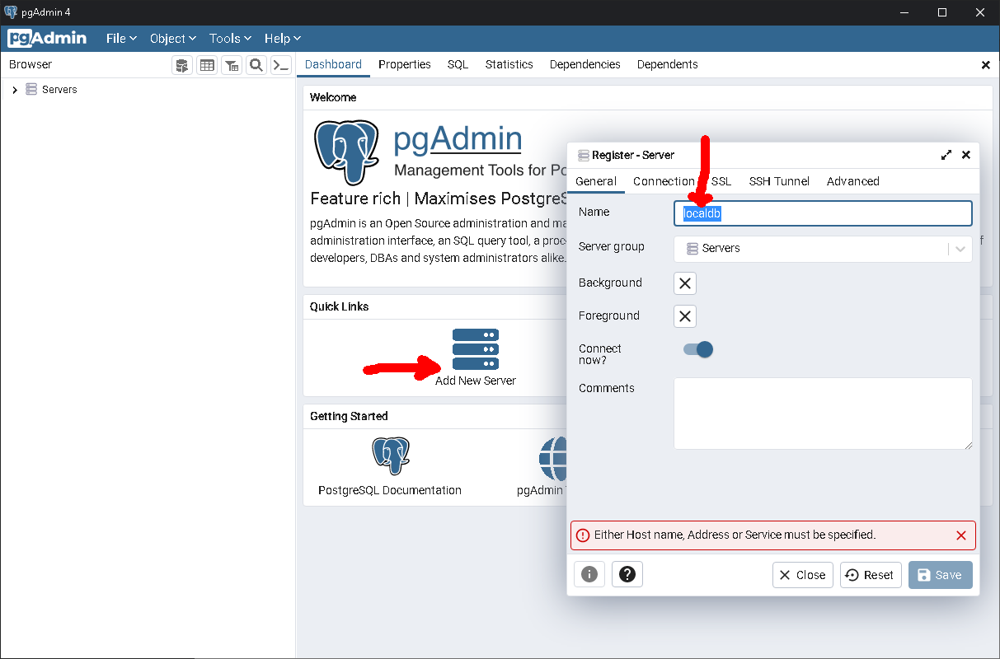 pgAdmin 4
pgAdmin File Object Tools Help
Browser
Dashboard Properties SQL Statistics Dependencies Dependents
Servers
Welcome
pgAdmin
Management Tools for Po
Feature rich | Maximises PostgreS
pgAdmin is an Open Source administration and ma
administration interface, an SQL query tool, a proc
f
developers, DBAs and system administrators alike.
Quick Links
Add New Server
Getting Started
PostgreSQL Documentation
pgAdmin
Register - Server
General Connection SSL SSH Tunnel Advanced
Name localdb
Server group Servers
Background
Foreground
Connect
now?
Comments
Either Host name, Address or Service must be specified.
Close Reset Save